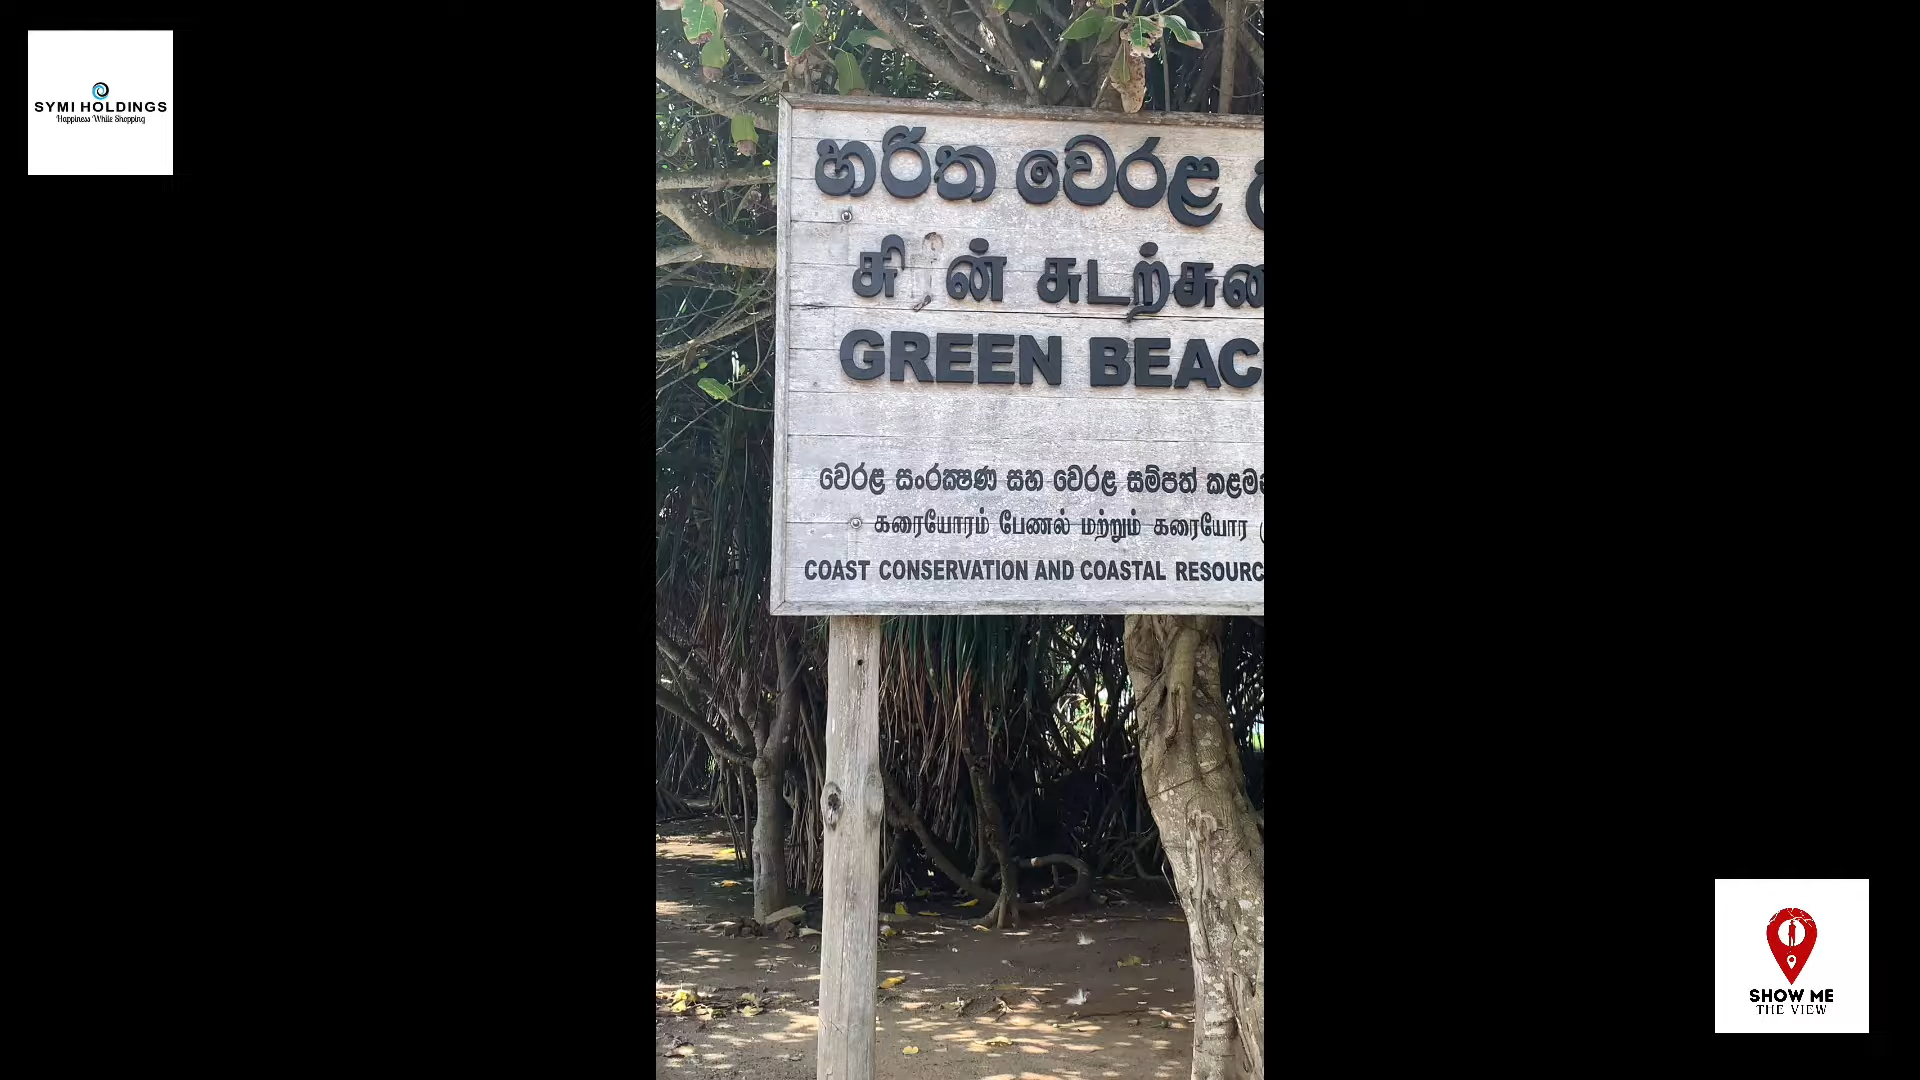 SYMI HOLDINGS
Happiness While Shopping
හරිත වෙරළ
සුடற்சுண
GREEN BEAC
වෙරළ සංරක්ෂණ සහ වෙරළ සම්පත් කළම
கரையோரம் பேணல் மற்றும் கரையோர
COAST CONSERVATION AND COASTAL RESOURC
SHOW ME
THE VIEW